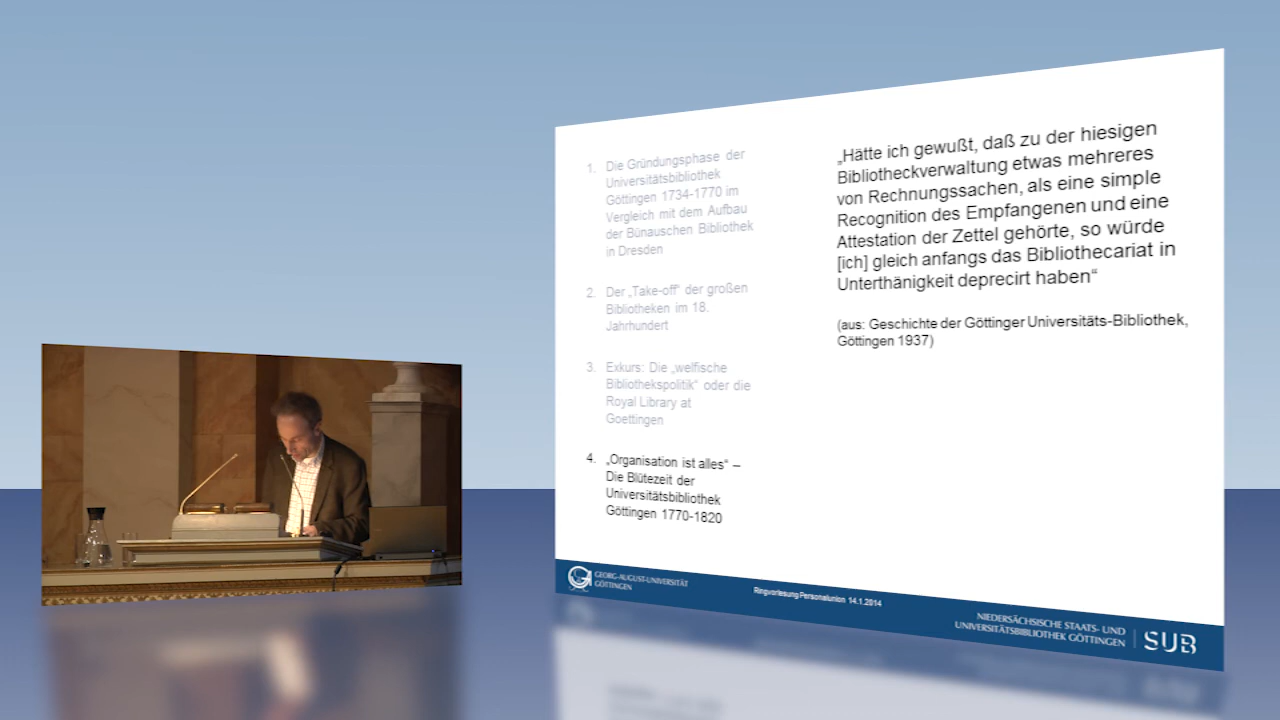 1. Die Gründungsphase der
Universitätsbibliothek
Göttingen 1734-1770 im
Vergleich mit dem Aufbau
der Bünauschen Bibliothek
in Dresden
2. Der „Take-off“ der großen
Bibliotheken im 18.
Jahrhundert
3. Exkurs: Die „welfische
Bibliothekspolitik“ oder die
Royal Library at
Goettingen
4. „Organisation ist alles“ –
Die Blütezeit der
Universitätsbibliothek
Göttingen 1770-1820
„Hätte ich gewußt, daß zu der hiesigen
Bibliotheckverwaltung etwas mehreres
von Rechnungssachen, als eine simple
Recognition des Empfangenen und eine
Attestation der Zettel gehörte, so würde
[ich] gleich anfangs das Bibliothecariat in
Unterthänigkeit deprecirt haben“
(aus: Geschichte der Göttinger Universitäts-Bibliothek,
Göttingen 1937)
GEORG-AUGUST-UNIVERSITÄT
GÖTTINGEN
Ringvorlesung Personalunion 14.1.2014
NIEDERSÄCHSISCHE STAATS- UND
UNIVERSITÄTSBIBLIOTHEK GÖTTINGEN
SUB